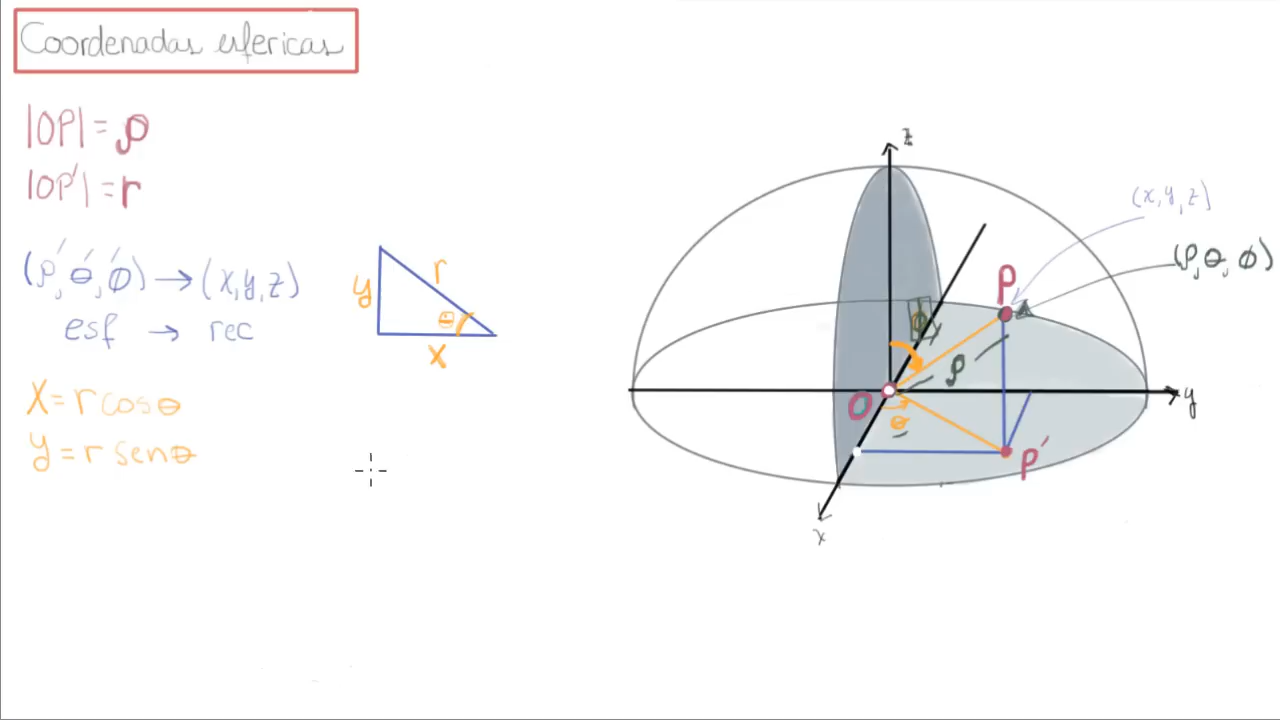 Coordenadas esfericas
|OP| = ρ
|OP'| = r
(ρ', θ', φ') → (x, y, z)
esf → rec
y
r
θ
x
x = r cos θ
y = r sen θ
z
(x, y, z)
(ρ, θ, φ)
P
φ
ρ
O
θ
y
P'
x